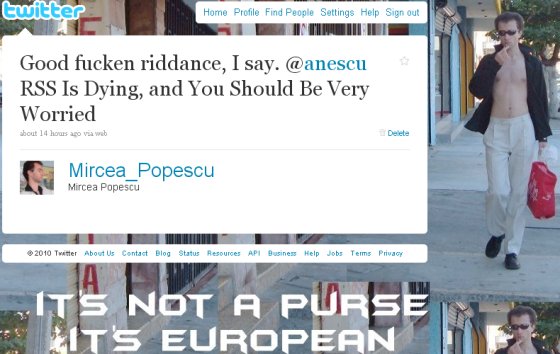 twitter
Home Profile Find People Settings Help Sign out
Good fucken riddance, I say. @anescu
RSS Is Dying, and You Should Be Very
Worried
about 14 hours ago via web
Delete
Mircea_Popescu
Mircea Popescu
© 2010 Twitter About Us Contact Blog Status Resources API Business Help Jobs Terms Privacy
IT'S NOT A PURSE
IT'S EUROPEAN